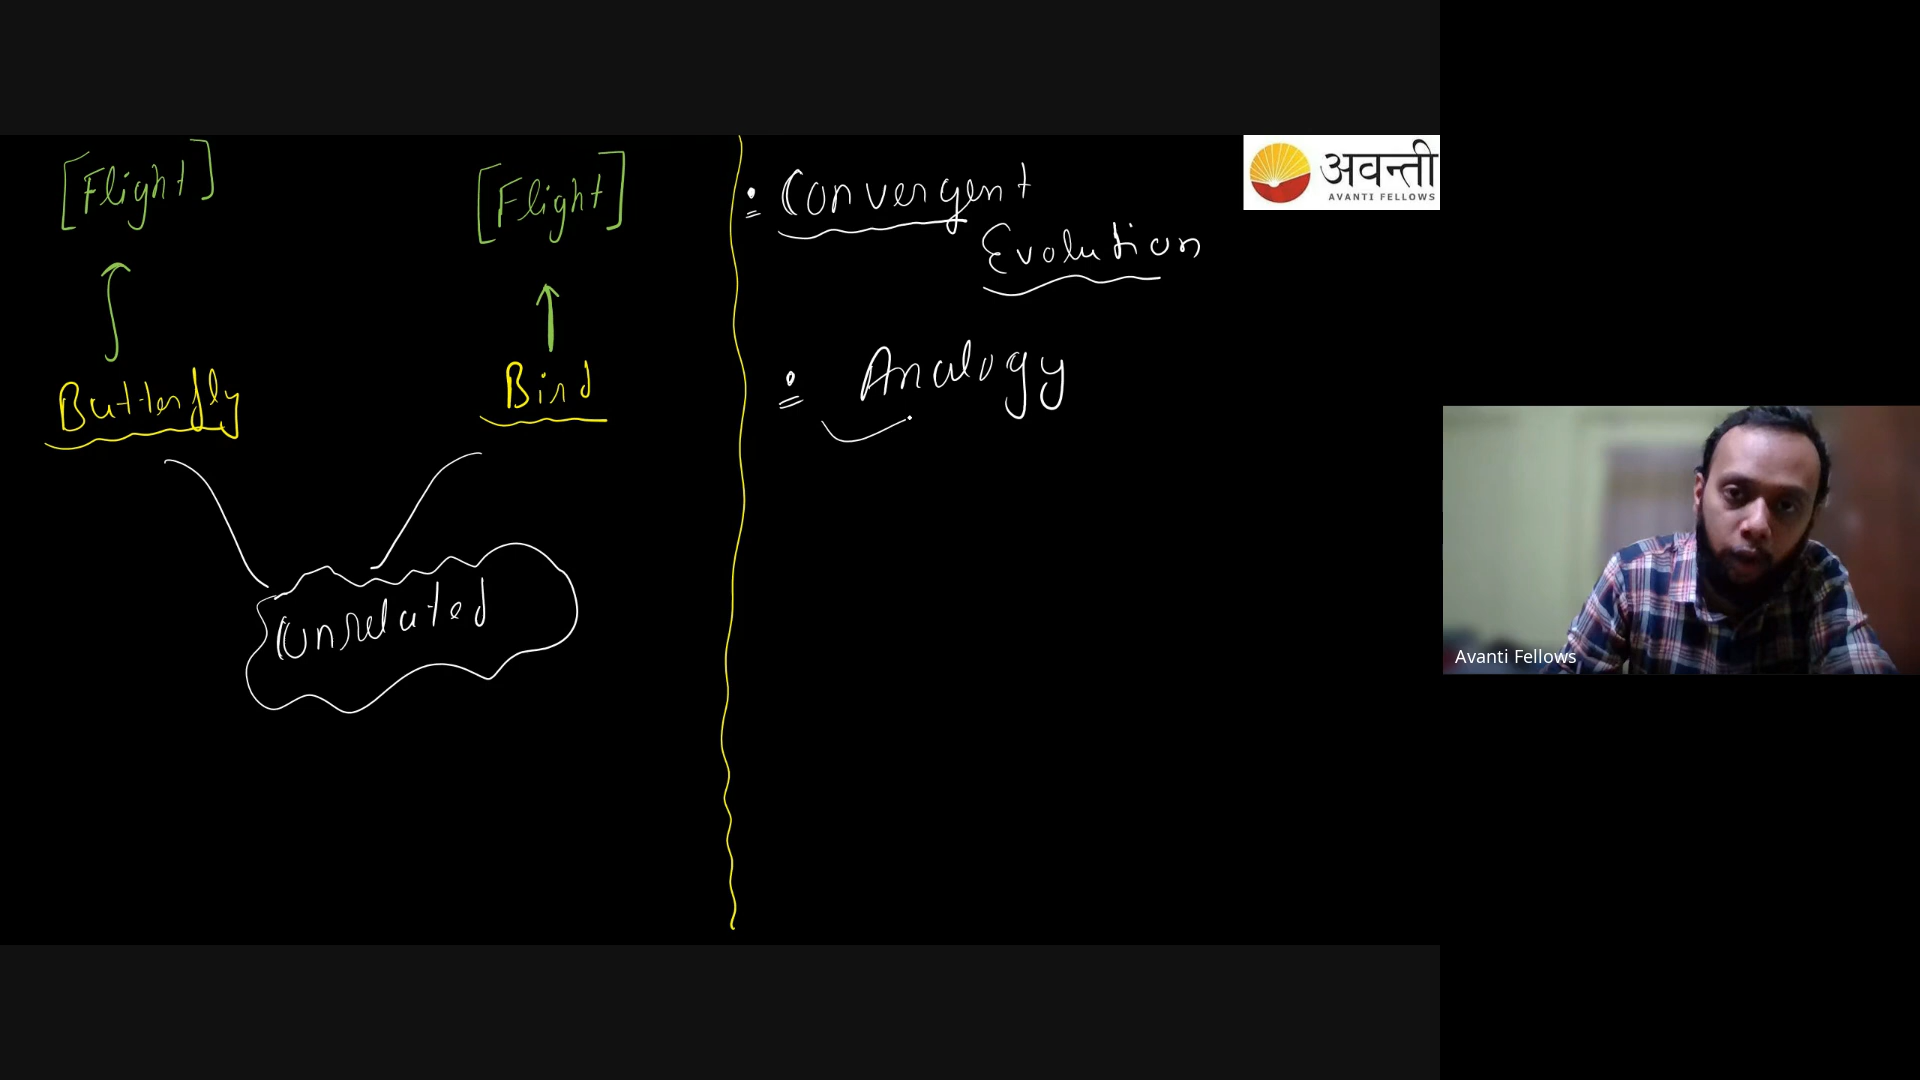 [Flight]
[Flight]
Butterfly
Bird
Unrelated
Convergent
Evolution
Analogy
अवन्ती
AVANTI FELLOWS
Avanti Fellows